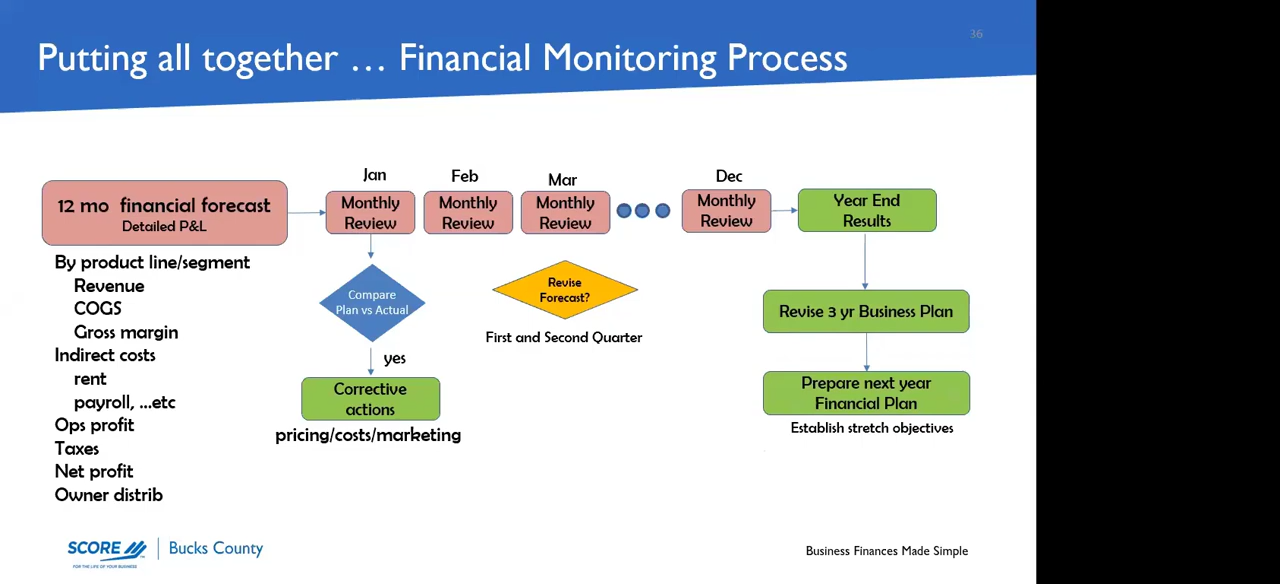 36
Putting all together … Financial Monitoring Process
Jan
Feb
Mar
Dec
12 mo financial forecast
Detailed P&L
Monthly
Review
Monthly
Review
Monthly
Review
Monthly
Review
Year End
Results
By product line/segment
Revenue
COGS
Gross margin
Indirect costs
rent
payroll, ...etc
Ops profit
Taxes
Net profit
Owner distrib
Compare
Plan vs Actual
yes
Corrective
actions
pricing/costs/marketing
Revise
Forecast?
First and Second Quarter
Revise 3 yr Business Plan
Prepare next year
Financial Plan
Establish stretch objectives
SCORE
FOR THE LIFE OF YOUR BUSINESS
Bucks County
Business Finances Made Simple